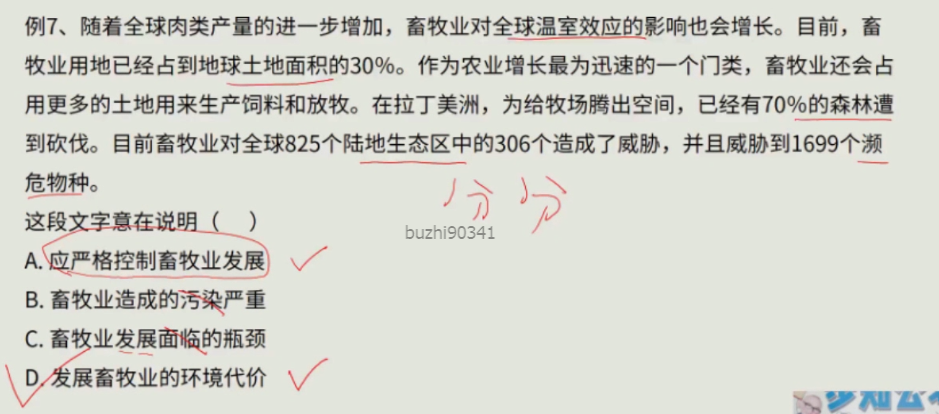 例7、随着全球肉类产量的进一步增加，畜牧业对全球温室效应的影响也会增长。目前，畜
牧业用地已经占到地球土地面积的30%。作为农业增长最为迅速的一个门类，畜牧业还会占
用更多的土地用来生产饲料和放牧。在拉丁美洲，为给牧场腾出空间，已经有70%的森林遭
到砍伐。目前畜牧业对全球825个陆地生态区中的306个造成了威胁，并且威胁到1699个濒
危物种。
分 分
这段文字意在说明（ ）
buzhi90341
A. 应严格控制畜牧业发展
B. 畜牧业造成的污染严重
C. 畜牧业发展面临的瓶颈
D. 发展畜牧业的环境代价